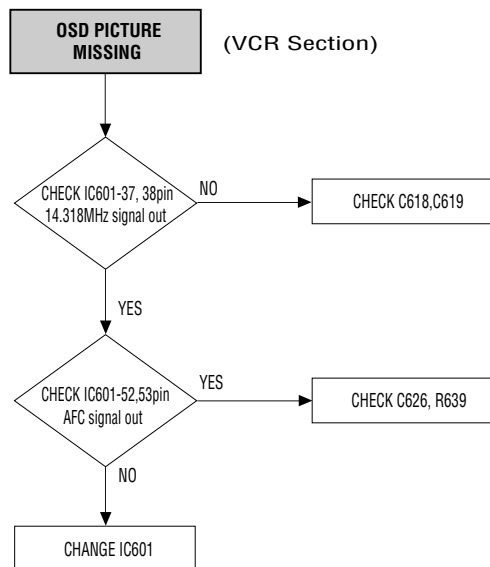 OSD PICTURE
MISSING
(VCR Section)
CHECK IC601-37, 38pin
14.318MHz signal out
NO
CHECK C618,C619
YES
CHECK IC601-52,53pin
AFC signal out
YES
CHECK C626, R639
NO
CHANGE IC601